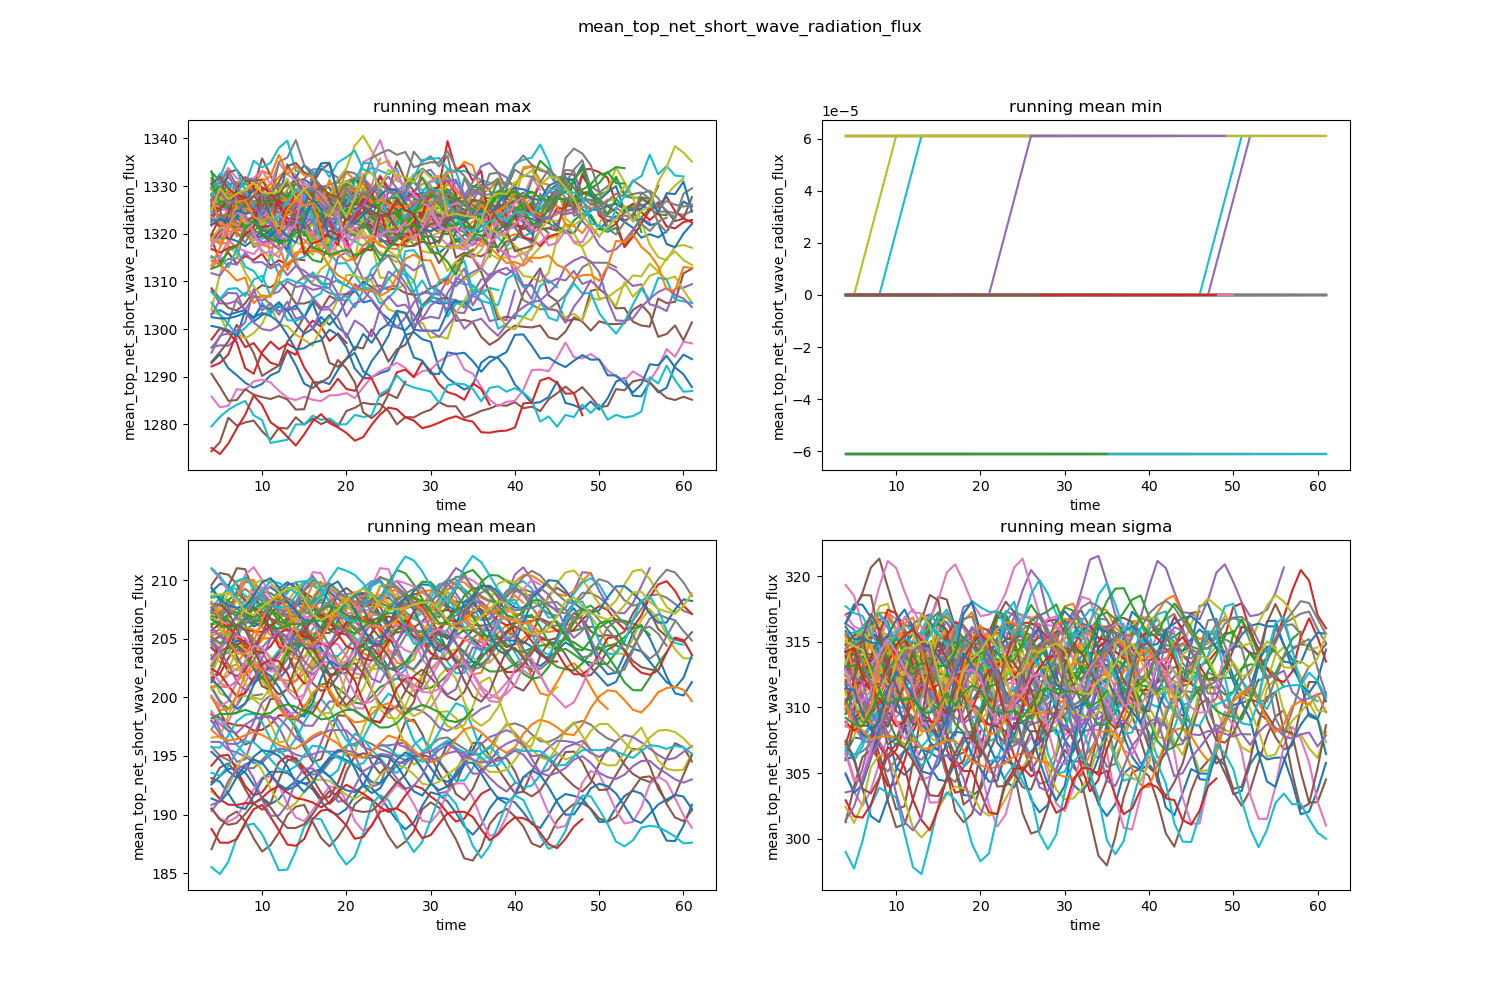 mean_top_net_short_wave_radiation_flux
running mean max
mean_top_net_short_wave_radiation_flux
1340
1330
1320
1310
1300
1290
1280
10 20 30 40 50 60
time
running mean min
1e−5
mean_top_net_short_wave_radiation_flux
6
4
2
0
−2
−4
−6
10 20 30 40 50 60
time
running mean mean
mean_top_net_short_wave_radiation_flux
210
205
200
195
190
185
10 20 30 40 50 60
time
running mean sigma
mean_top_net_short_wave_radiation_flux
320
315
310
305
300
10 20 30 40 50 60
time